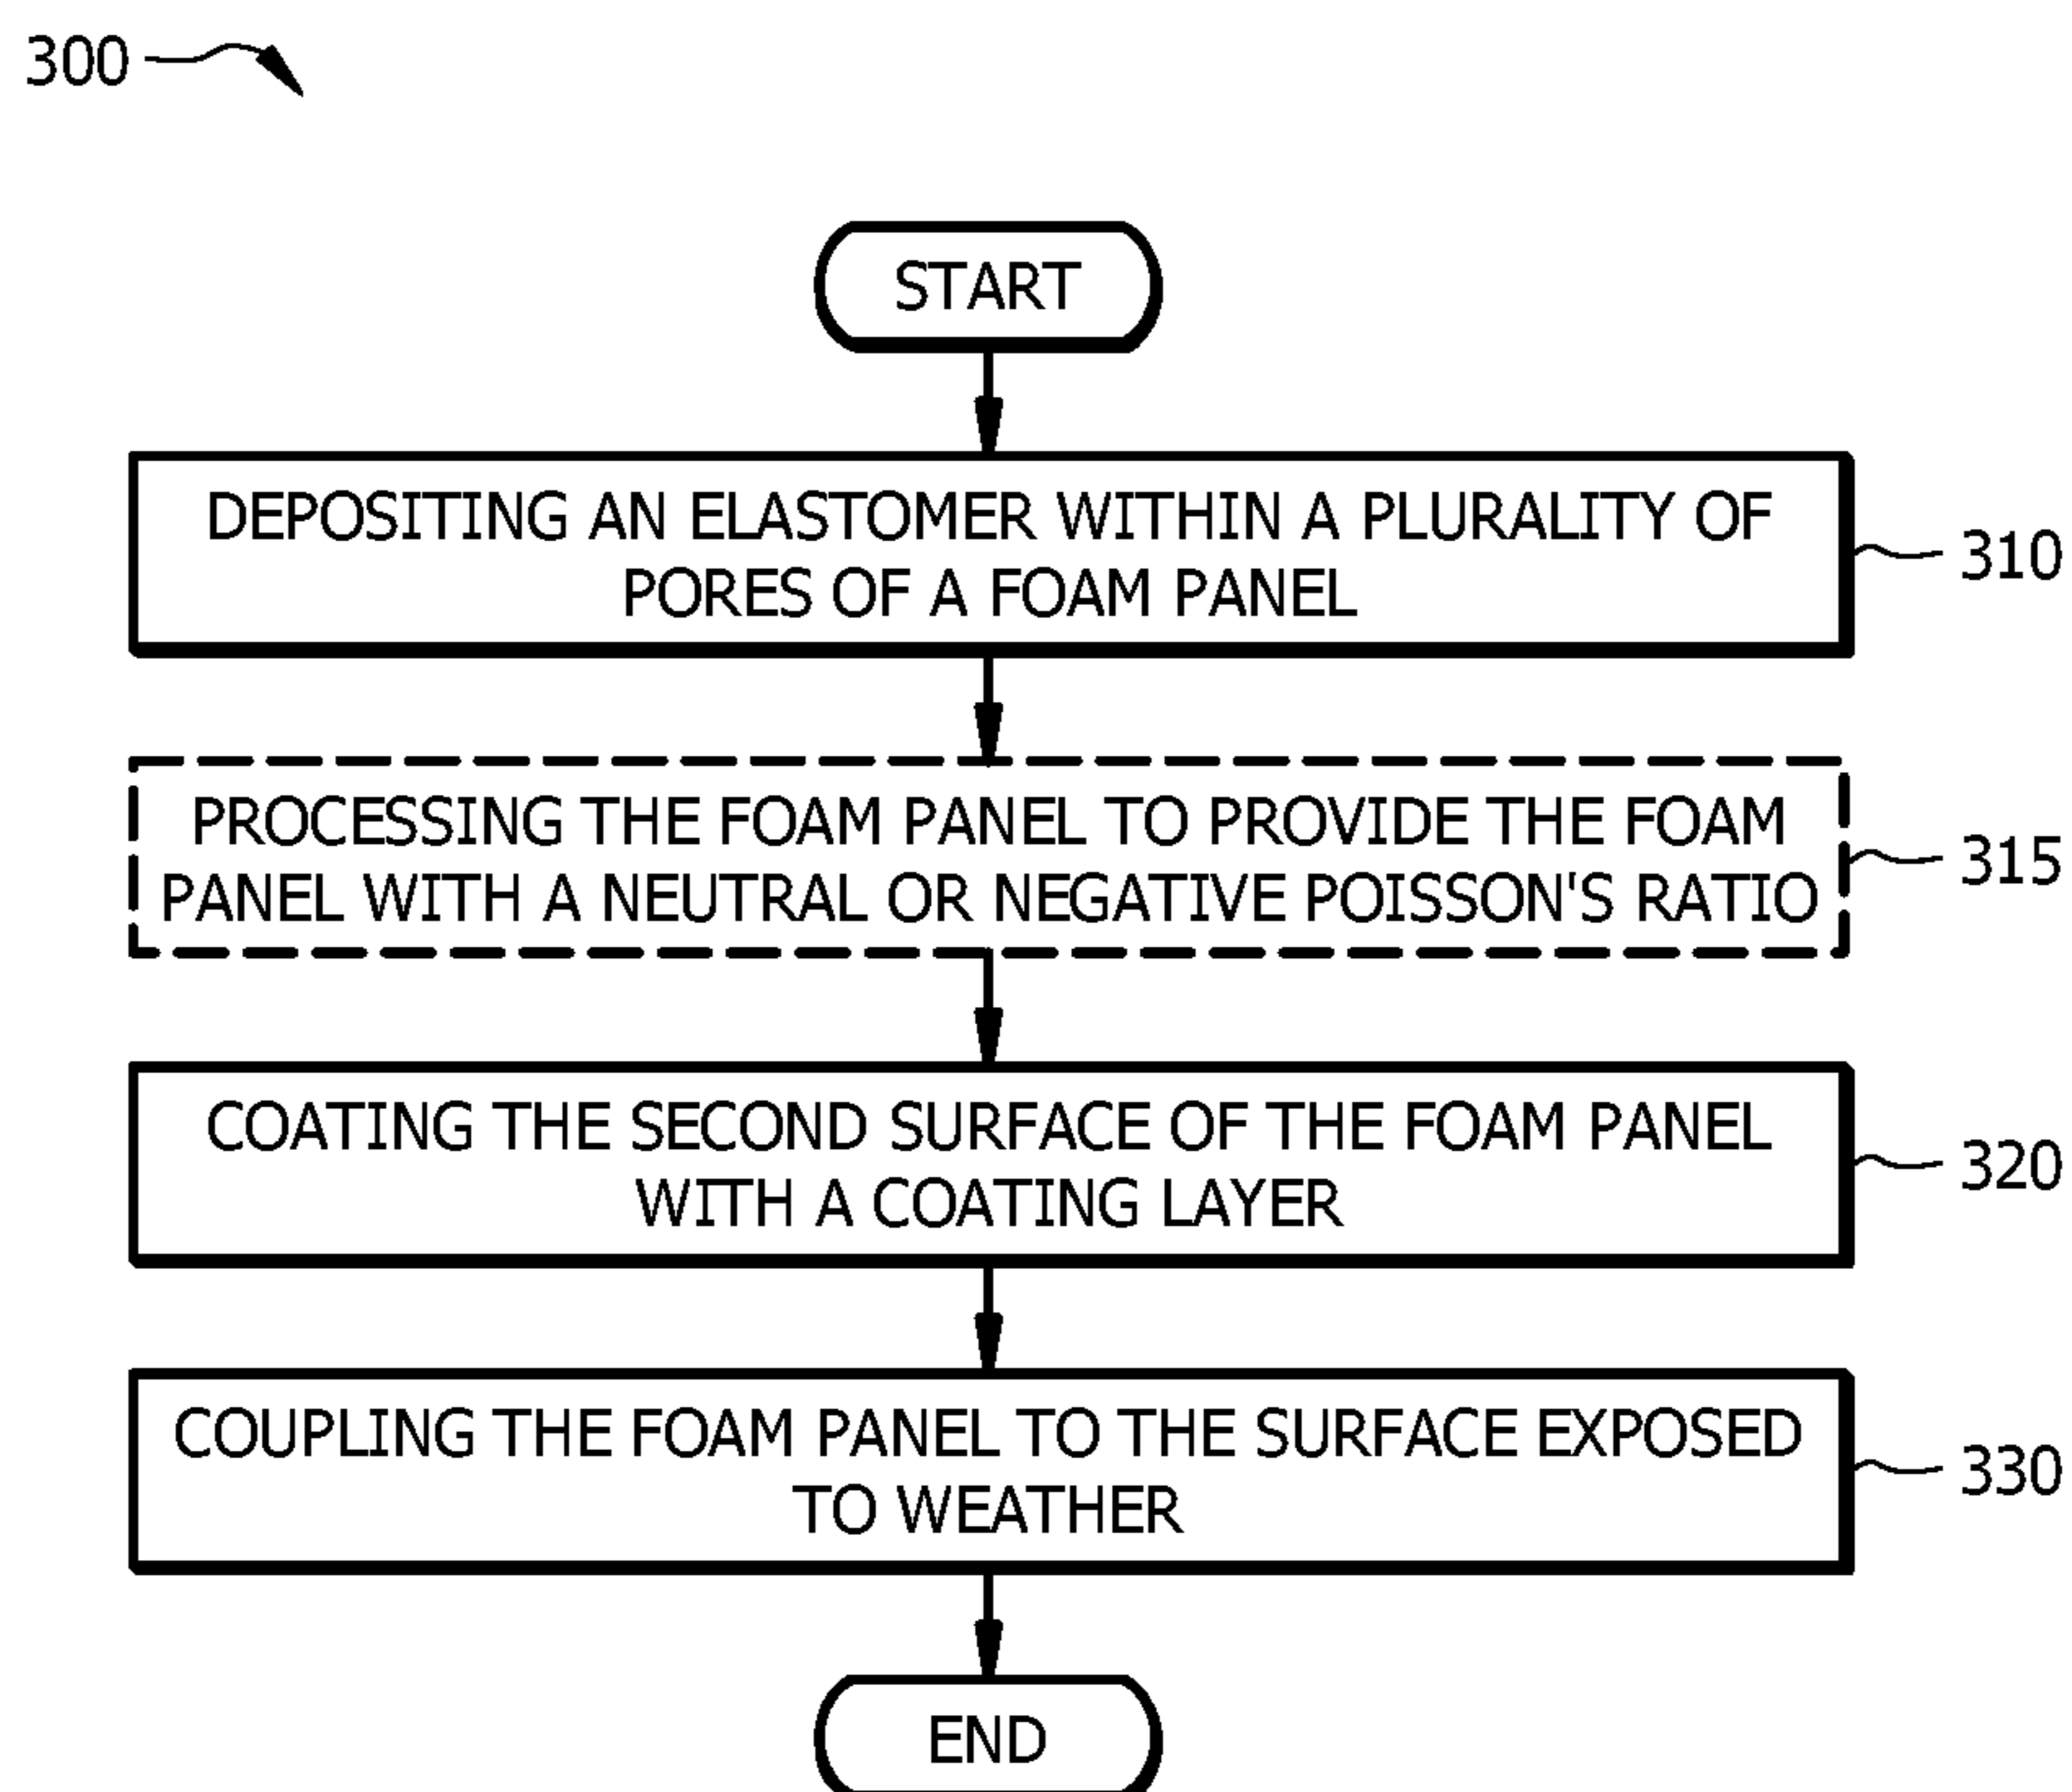 300
START
DEPOSITING AN ELASTOMER WITHIN A PLURALITY OF
PORES OF A FOAM PANEL
310
PROCESSING THE FOAM PANEL TO PROVIDE THE FOAM
PANEL WITH A NEUTRAL OR NEGATIVE POISSON'S RATIO
315
COATING THE SECOND SURFACE OF THE FOAM PANEL
WITH A COATING LAYER
320
COUPLING THE FOAM PANEL TO THE SURFACE EXPOSED
TO WEATHER
330
END